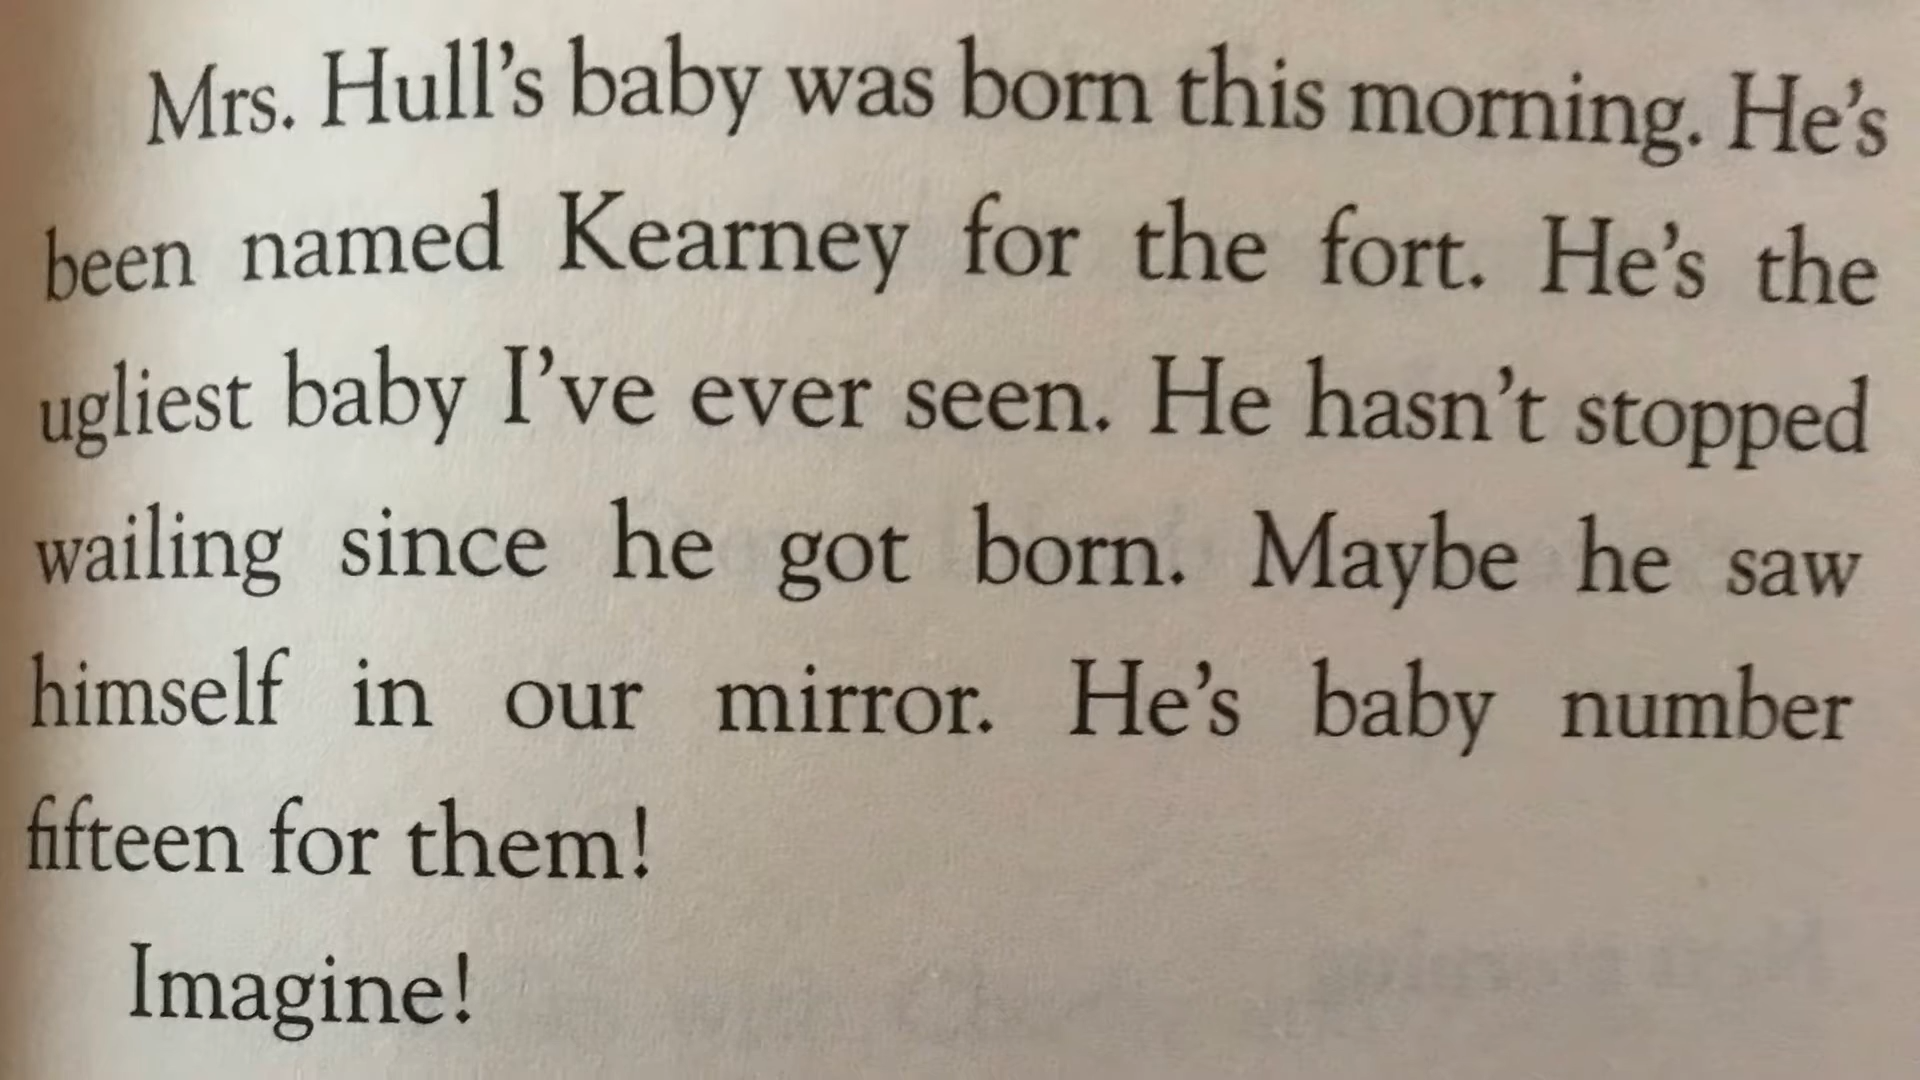 Mrs. Hull's baby was born this morning. He's
been named Kearney for the fort. He's the
ugliest baby I've ever seen. He hasn't stopped
wailing since he got born. Maybe he saw
himself in our mirror. He's baby number
fifteen for them!
Imagine!